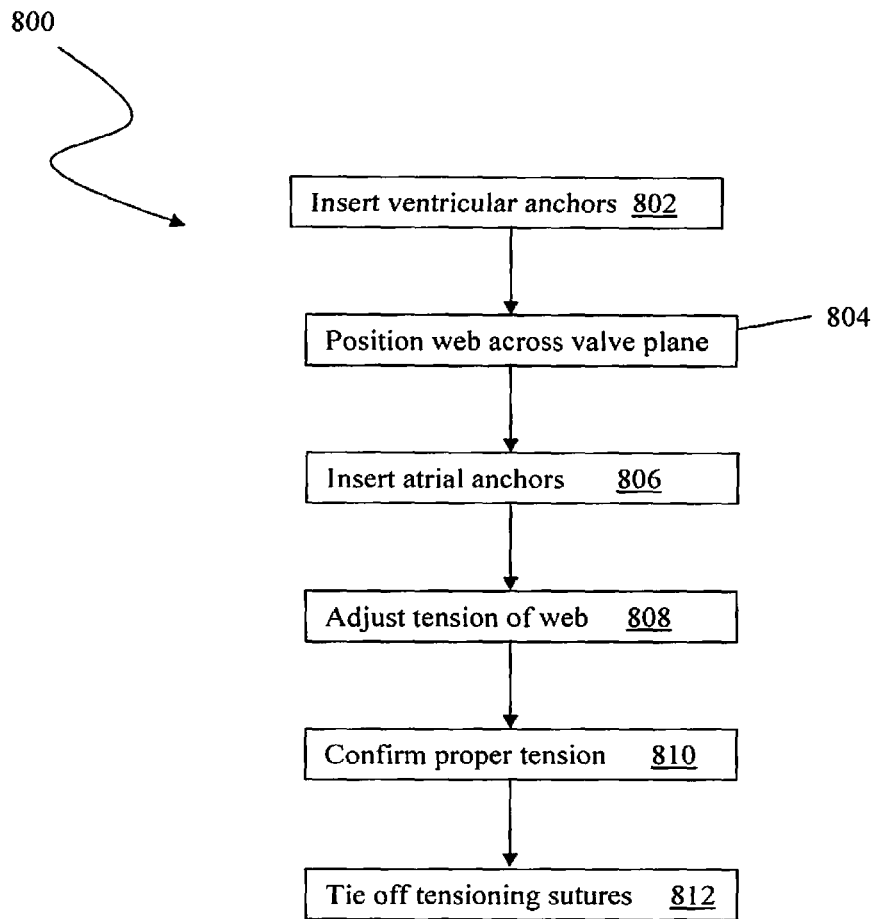 800
Insert ventricular anchors 802
Position web across valve plane
804
Insert atrial anchors 806
Adjust tension of web 808
Confirm proper tension 810
Tie off tensioning sutures 812